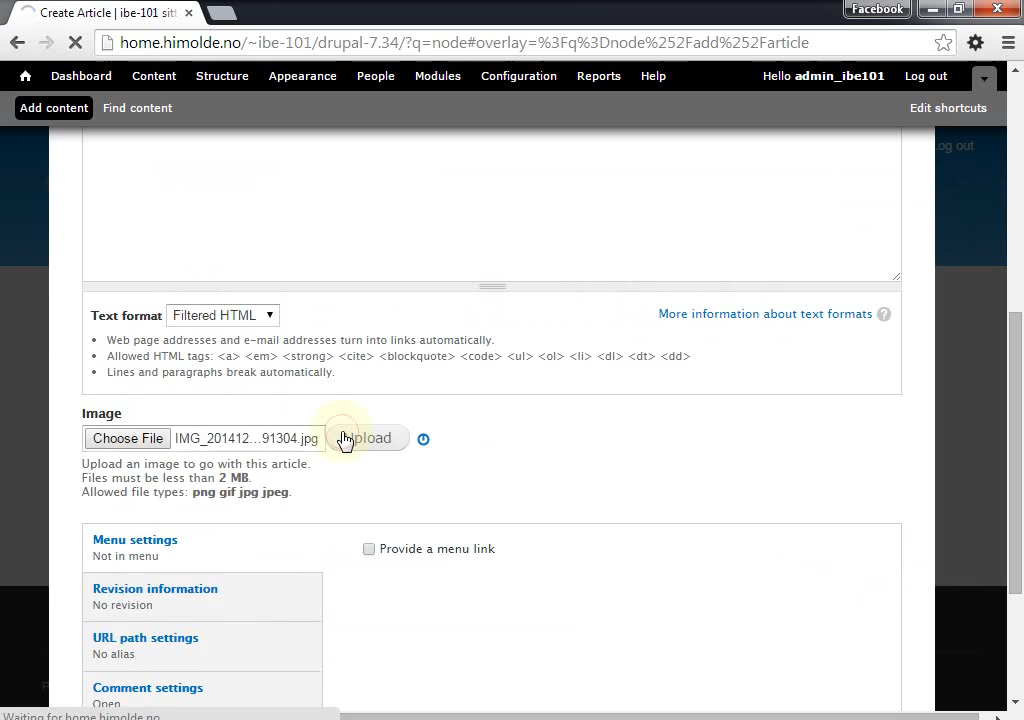 Create Article | ibe-101 sit
Facebook
home.himolde.no/~ibe-101/drupal-7.34/?q=node#overlay=%3Fq%3Dnode%252Fadd%252Farticle
Dashboard Content Structure Appearance People Modules Configuration Reports Help Hello admin_ibe101 Log out
Add content Find content Edit shortcuts
Log out
Text format Filtered HTML More information about text formats ?
• Web page addresses and e-mail addresses turn into links automatically.
• Allowed HTML tags: <a> <em> <strong> <cite> <blockquote> <code> <ul> <ol> <li> <dl> <dt> <dd>
• Lines and paragraphs break automatically.
Image
Choose File IMG_201412...91304.jpg Upload
Upload an image to go with this article.
Files must be less than 2 MB.
Allowed file types: png gif jpg jpeg.
Menu settings
Not in menu
Provide a menu link
Revision information
No revision
URL path settings
No alias
Comment settings
Open
Waiting for home.himolde.no